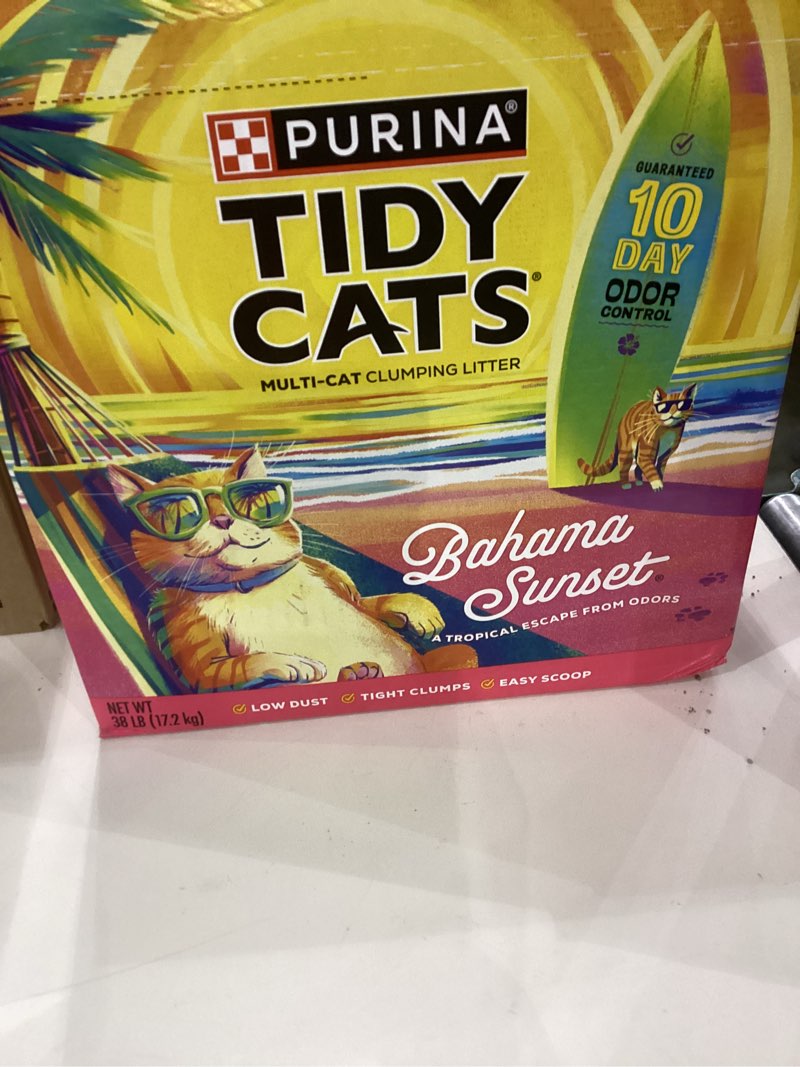 PURINA®
TIDY
CATS®
MULTI-CAT CLUMPING LITTER
GUARANTEED
10
DAY
ODOR
CONTROL
Bahama
Sunset®
A TROPICAL ESCAPE FROM ODORS
NET WT
38 LB (17.2 kg)
LOW DUST TIGHT CLUMPS EASY SCOOP